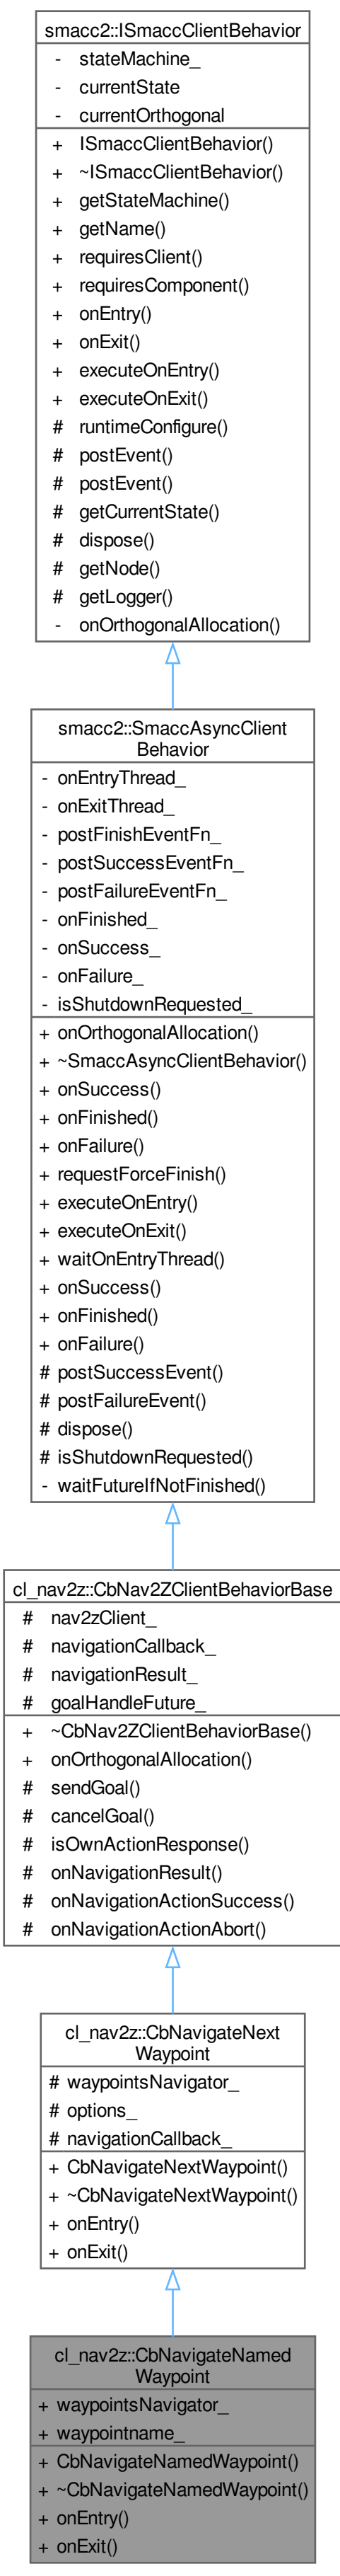 smacc2::ISmaccClientBehavior
- stateMachine_
- currentState
- currentOrthogonal
+ ISmaccClientBehavior()
+ ~ISmaccClientBehavior()
+ getStateMachine()
+ getName()
+ requiresClient()
+ requiresComponent()
+ onEntry()
+ onExit()
+ executeOnEntry()
+ executeOnExit()
# runtimeConfigure()
# postEvent()
# postEvent()
# getCurrentState()
# dispose()
# getNode()
# getLogger()
- onOrthogonalAllocation()
smacc2::SmaccAsyncClient
Behavior
- onEntryThread_
- onExitThread_
- postFinishEventFn_
- postSuccessEventFn_
- postFailureEventFn_
- onFinished_
- onSuccess_
- onFailure_
- isShutdownRequested_
+ onOrthogonalAllocation()
+ ~SmaccAsyncClientBehavior()
+ onSuccess()
+ onFinished()
+ onFailure()
+ requestForceFinish()
+ executeOnEntry()
+ executeOnExit()
+ waitOnEntryThread()
+ onSuccess()
+ onFinished()
+ onFailure()
# postSuccessEvent()
# postFailureEvent()
# dispose()
# isShutdownRequested()
- waitFutureIfNotFinished()
cl_nav2z::CbNav2ZClientBehaviorBase
# nav2zClient_
# navigationCallback_
# navigationResult_
# goalHandleFuture_
+ ~CbNav2ZClientBehaviorBase()
+ onOrthogonalAllocation()
# sendGoal()
# cancelGoal()
# isOwnActionResponse()
# onNavigationResult()
# onNavigationActionSuccess()
# onNavigationActionAbort()
cl_nav2z::CbNavigateNext
Waypoint
# waypointsNavigator_
# options_
# navigationCallback_
+ CbNavigateNextWaypoint()
+ ~CbNavigateNextWaypoint()
+ onEntry()
+ onExit()
cl_nav2z::CbNavigateNamed
Waypoint
+ waypointsNavigator_
+ waypointname_
+ CbNavigateNamedWaypoint()
+ ~CbNavigateNamedWaypoint()
+ onEntry()
+ onExit()